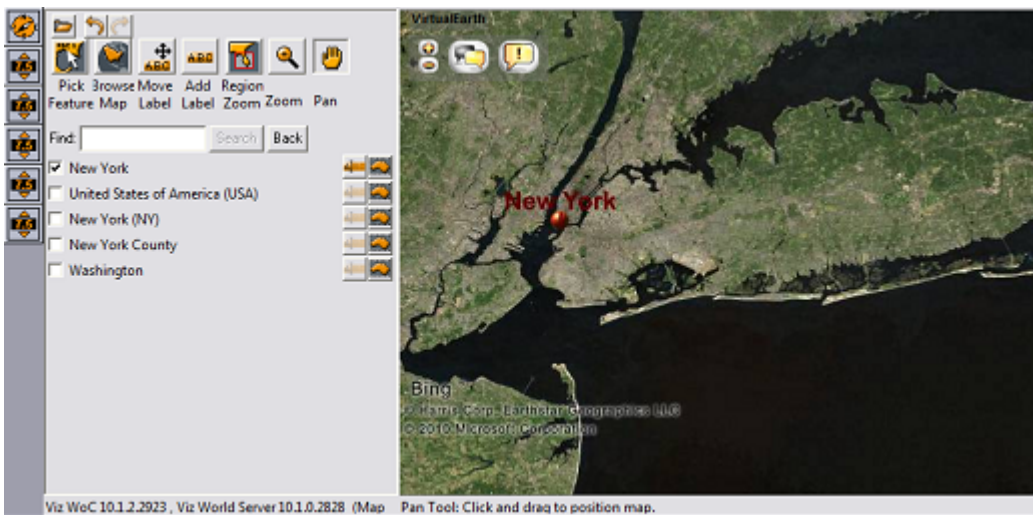 VirtualEarth
Pick Browse Move Add Region
Feature Map Label Label Zoom Zoom Pan
Find: Search Back
New York
United States of America (USA)
New York (NY)
New York County
Washington
New York
Bing
© Harris Corp, Earthstar Geographics LLC
© 2010 Microsoft Corporation
Viz WoC 10.1.2.2923 , Viz World Server 10.1.0.2828 (Map
Pan Tool: Click and drag to position map.